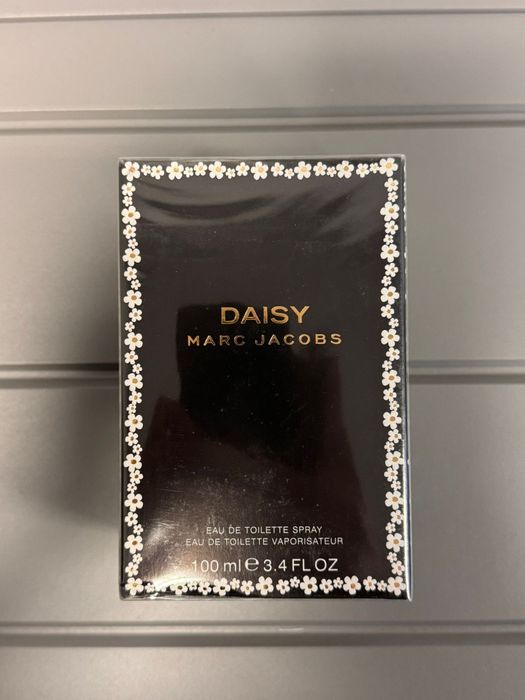 DAISY
MARC JACOBS
EAU DE TOILETTE SPRAY
EAU DE TOILETTE VAPORISATEUR
100 ml ℮ 3.4 FL OZ